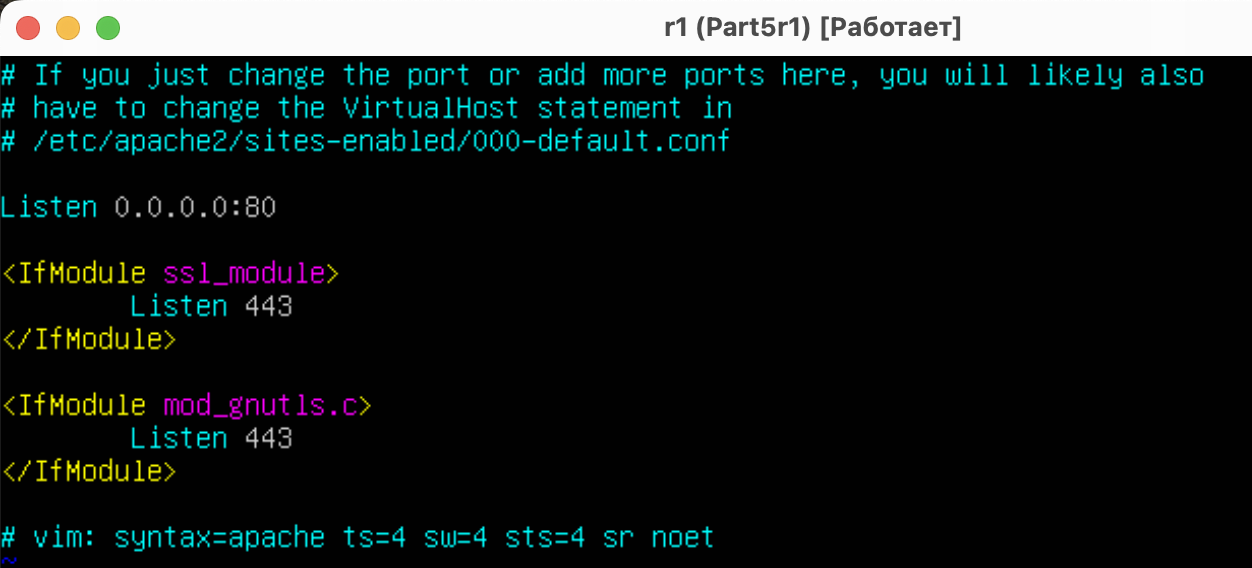 r1 (Part5r1) [Работает]
# If you just change the port or add more ports here, you will likely also
# have to change the VirtualHost statement in
# /etc/apache2/sites-enabled/000-default.conf
Listen 0.0.0.0:80
<IfModule ssl_module>
Listen 443
</IfModule>
<IfModule mod_gnutls.c>
Listen 443
</IfModule>
# vim: syntax=apache ts=4 sw=4 sts=4 sr noet
~